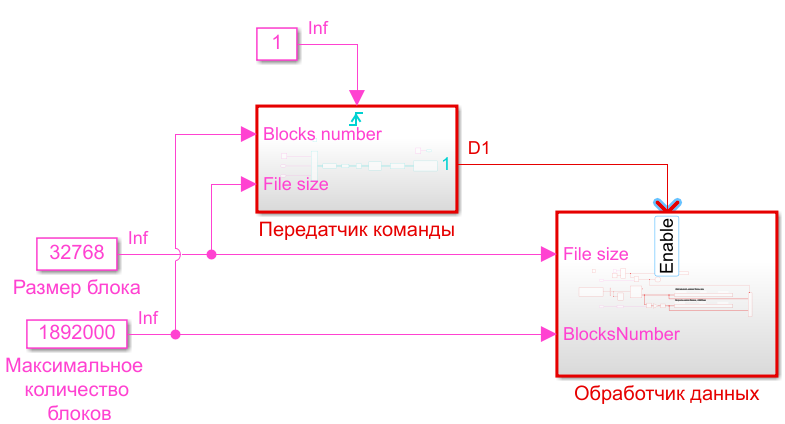 Inf
1
Blocks number
D1
1
File size
Передатчик команды
Enable
Inf
32768
File size
Размер блока
Inf
1892000
BlocksNumber
Максимальное
количество
блоков
Обработчик данных